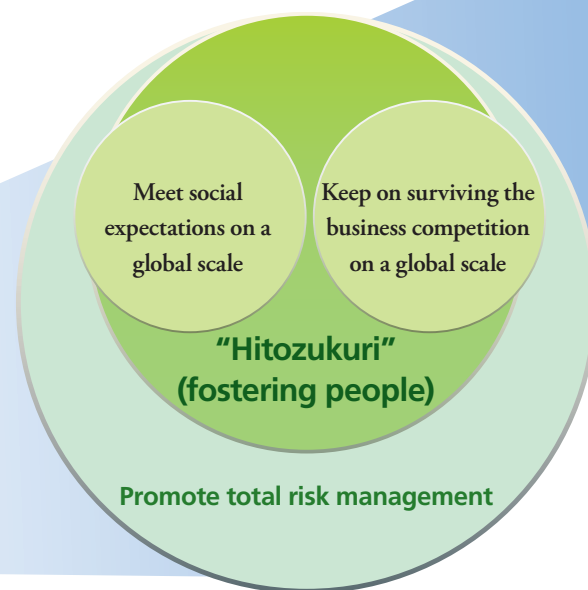 Meet social
expectations on a
global scale
Keep on surviving the
business competition
on a global scale
“Hitozukuri”
(fostering people)
Promote total risk management